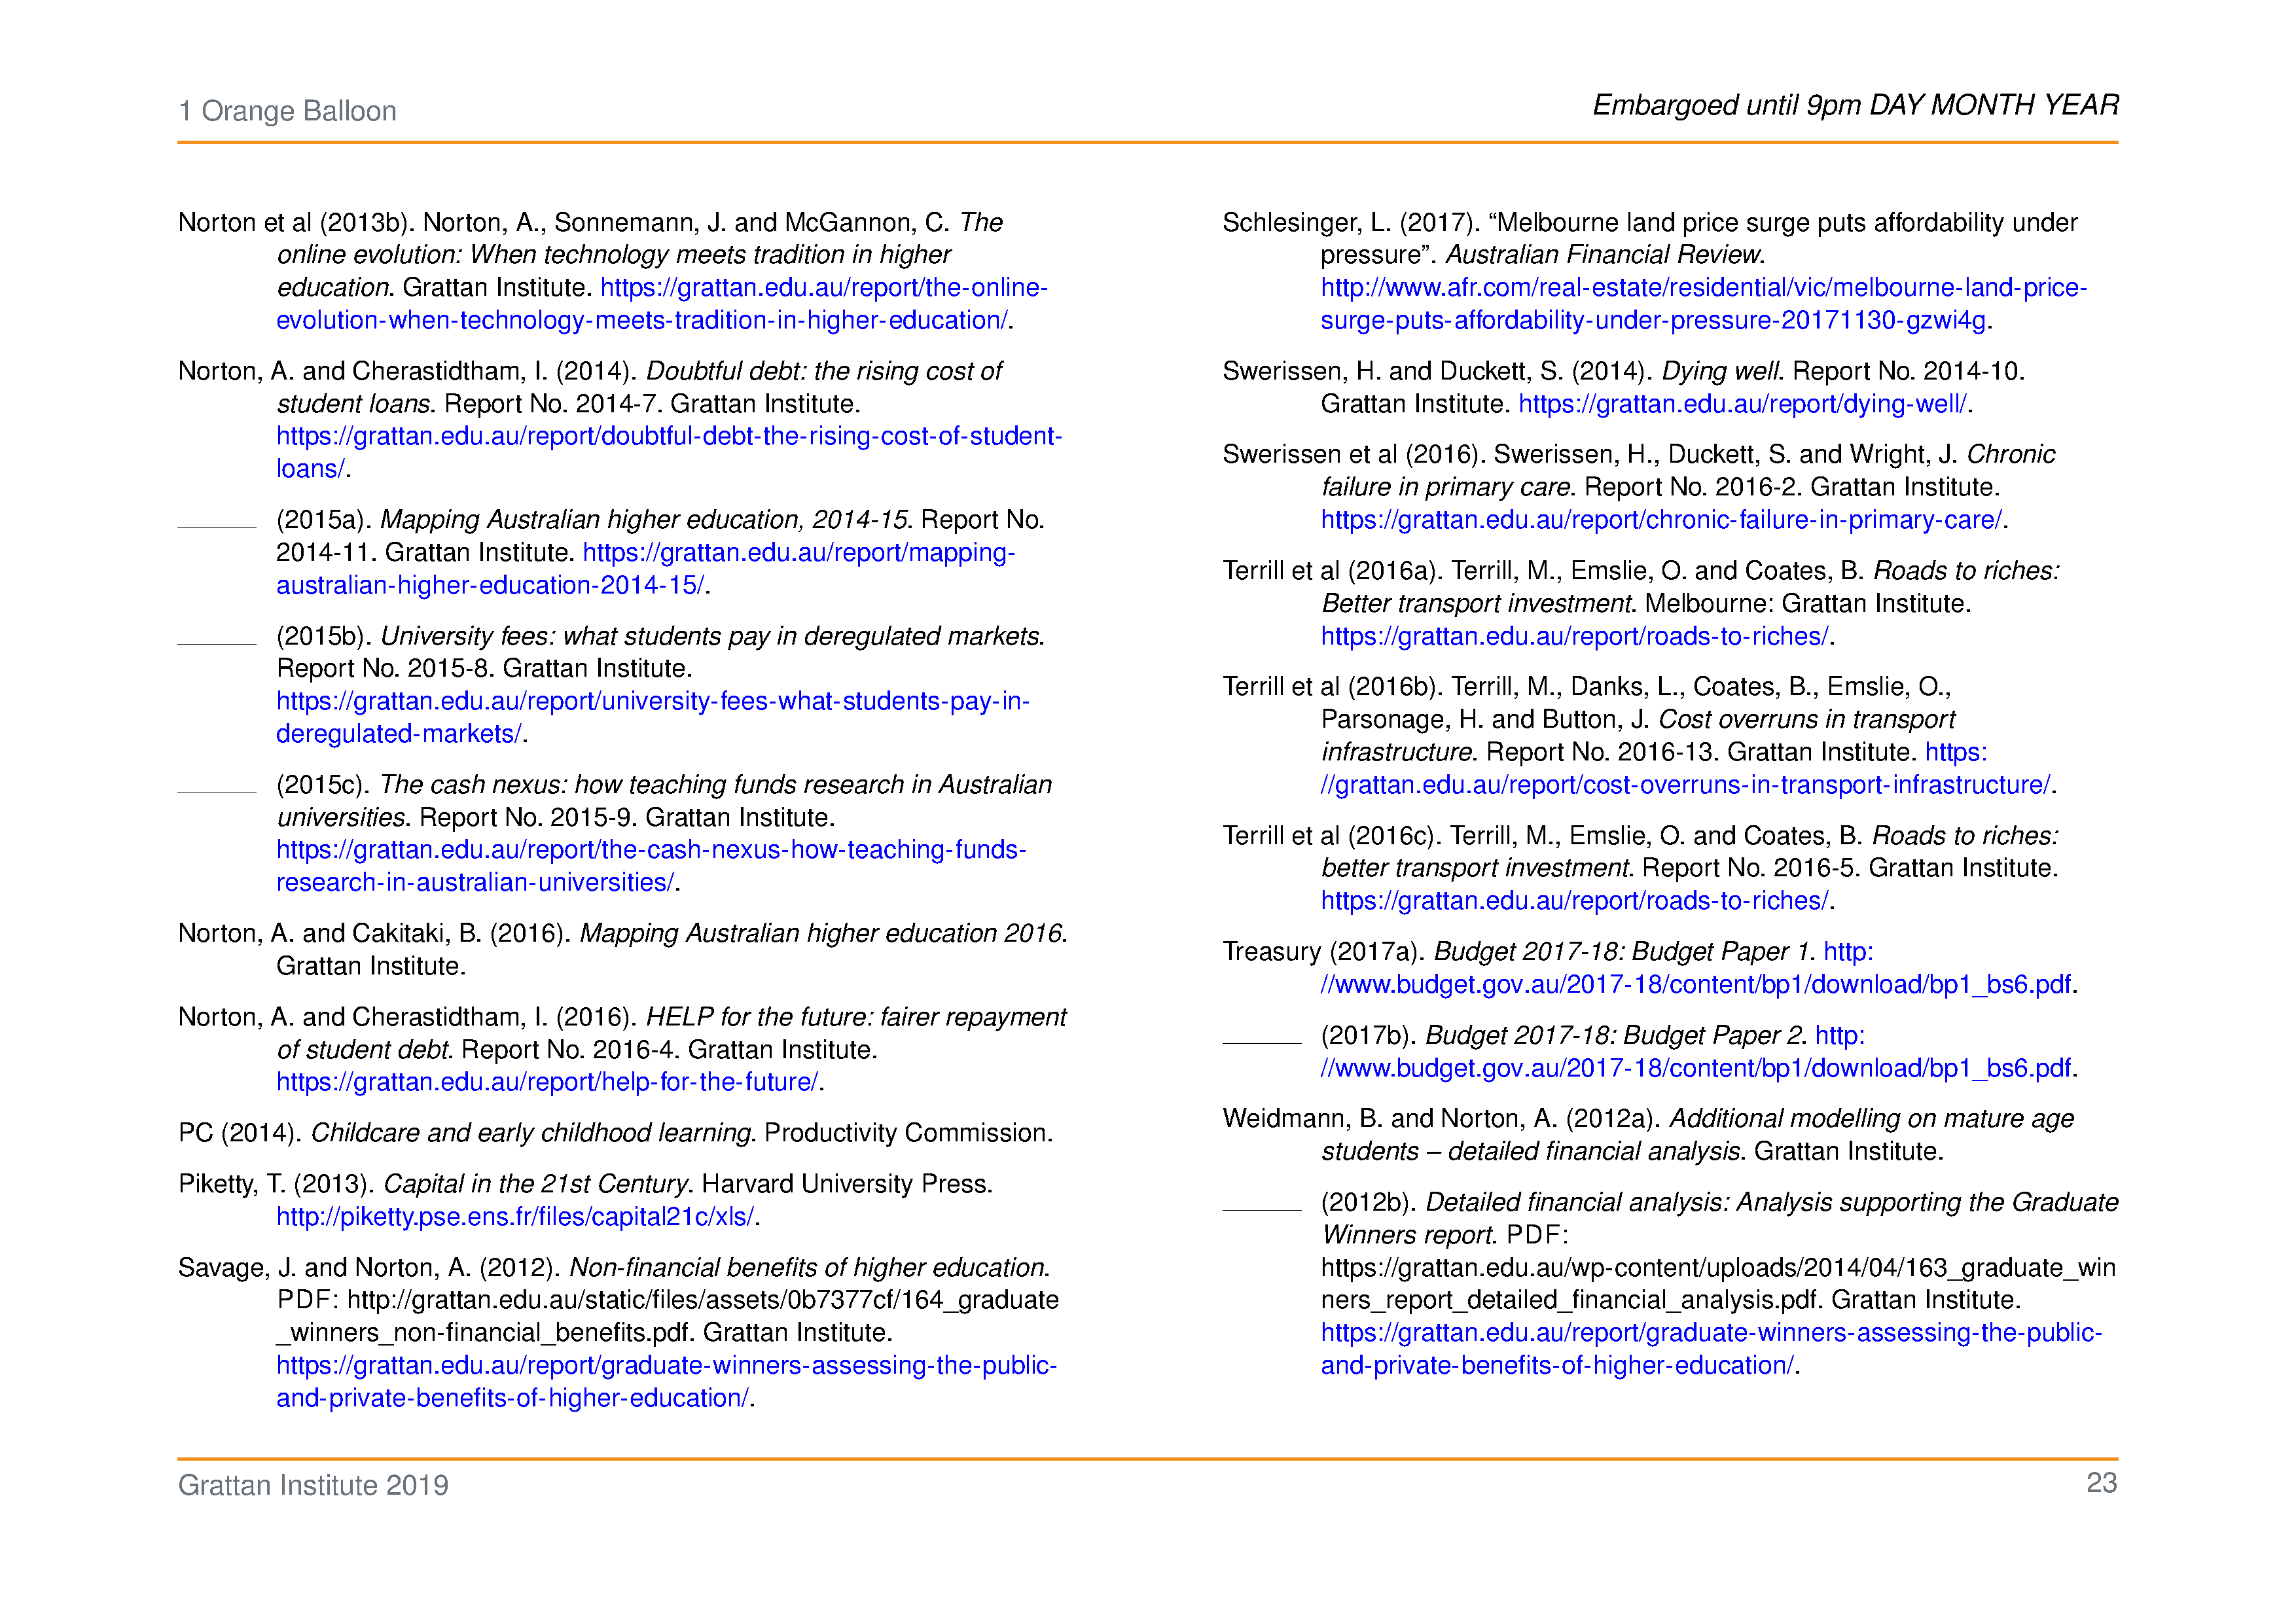 1 Orange Balloon
Embargoed until 9pm DAY MONTH YEAR
Norton et al (2013b). Norton, A., Sonnemann, J. and McGannon, C. The
online evolution: When technology meets tradition in higher
education. Grattan Institute. https://grattan.edu.au/report/the-online-
evolution-when-technology-meets-tradition-in-higher-education/.
Norton, A. and Cherastidtham, I. (2014). Doubtful debt: the rising cost of
student loans. Report No. 2014-7. Grattan Institute.
https://grattan.edu.au/report/doubtful-debt-the-rising-cost-of-student-
loans/.
(2015a). Mapping Australian higher education, 2014-15. Report No.
2014-11. Grattan Institute. https://grattan.edu.au/report/mapping-
australian-higher-education-2014-15/.
(2015b). University fees: what students pay in deregulated markets.
Report No. 2015-8. Grattan Institute.
https://grattan.edu.au/report/university-fees-what-students-pay-in-
deregulated-markets/.
(2015c). The cash nexus: how teaching funds research in Australian
universities. Report No. 2015-9. Grattan Institute.
https://grattan.edu.au/report/the-cash-nexus-how-teaching-funds-
research-in-australian-universities/.
Norton, A. and Cakitaki, B. (2016). Mapping Australian higher education 2016.
Grattan Institute.
Norton, A. and Cherastidtham, I. (2016). HELP for the future: fairer repayment
of student debt. Report No. 2016-4. Grattan Institute.
https://grattan.edu.au/report/help-for-the-future/.
PC (2014). Childcare and early childhood learning. Productivity Commission.
Piketty, T. (2013). Capital in the 21st Century. Harvard University Press.
http://piketty.pse.ens.fr/files/capital21c/xls/.
Savage, J. and Norton, A. (2012). Non-financial benefits of higher education.
PDF: http://grattan.edu.au/static/files/assets/0b7377cf/164_graduate
_winners_non-financial_benefits.pdf. Grattan Institute.
https://grattan.edu.au/report/graduate-winners-assessing-the-public-
and-private-benefits-of-higher-education/.
Schlesinger, L. (2017). “Melbourne land price surge puts affordability under
pressure”. Australian Financial Review.
http://www.afr.com/real-estate/residential/vic/melbourne-land-price-
surge-puts-affordability-under-pressure-20171130-gzwi4g.
Swerissen, H. and Duckett, S. (2014). Dying well. Report No. 2014-10.
Grattan Institute. https://grattan.edu.au/report/dying-well/.
Swerissen et al (2016). Swerissen, H., Duckett, S. and Wright, J. Chronic
failure in primary care. Report No. 2016-2. Grattan Institute.
https://grattan.edu.au/report/chronic-failure-in-primary-care/.
Terrill et al (2016a). Terrill, M., Emslie, O. and Coates, B. Roads to riches:
Better transport investment. Melbourne: Grattan Institute.
https://grattan.edu.au/report/roads-to-riches/.
Terrill et al (2016b). Terrill, M., Danks, L., Coates, B., Emslie, O.,
Parsonage, H. and Button, J. Cost overruns in transport
infrastructure. Report No. 2016-13. Grattan Institute. https:
//grattan.edu.au/report/cost-overruns-in-transport-infrastructure/.
Terrill et al (2016c). Terrill, M., Emslie, O. and Coates, B. Roads to riches:
better transport investment. Report No. 2016-5. Grattan Institute.
https://grattan.edu.au/report/roads-to-riches/.
Treasury (2017a). Budget 2017-18: Budget Paper 1. http:
//www.budget.gov.au/2017-18/content/bp1/download/bp1_bs6.pdf.
(2017b). Budget 2017-18: Budget Paper 2. http:
//www.budget.gov.au/2017-18/content/bp1/download/bp1_bs6.pdf.
Weidmann, B. and Norton, A. (2012a). Additional modelling on mature age
students – detailed financial analysis. Grattan Institute.
(2012b). Detailed financial analysis: Analysis supporting the Graduate
Winners report. PDF:
https://grattan.edu.au/wp-content/uploads/2014/04/163_graduate_win
ners_report_detailed_financial_analysis.pdf. Grattan Institute.
https://grattan.edu.au/report/graduate-winners-assessing-the-public-
and-private-benefits-of-higher-education/.
Grattan Institute 2019
23